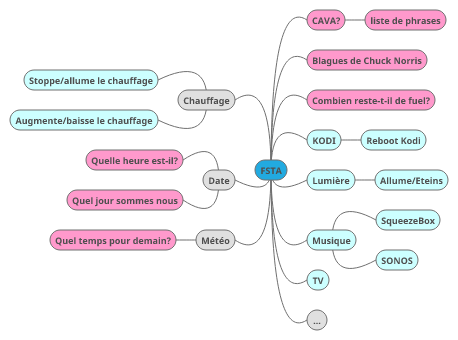 CAVA?
liste de phrases
Blagues de Chuck Norris
Stoppe/allume le chauffage
Chauffage
Combien reste-t-il de fuel?
Augmente/baisse le chauffage
KODI
Reboot Kodi
Quelle heure est-il?
FSTA
Date
Lumière
Allume/Eteins
Quel jour sommes nous
SqueezeBox
Quel temps pour demain?
Météo
Musique
SONOS
TV
...